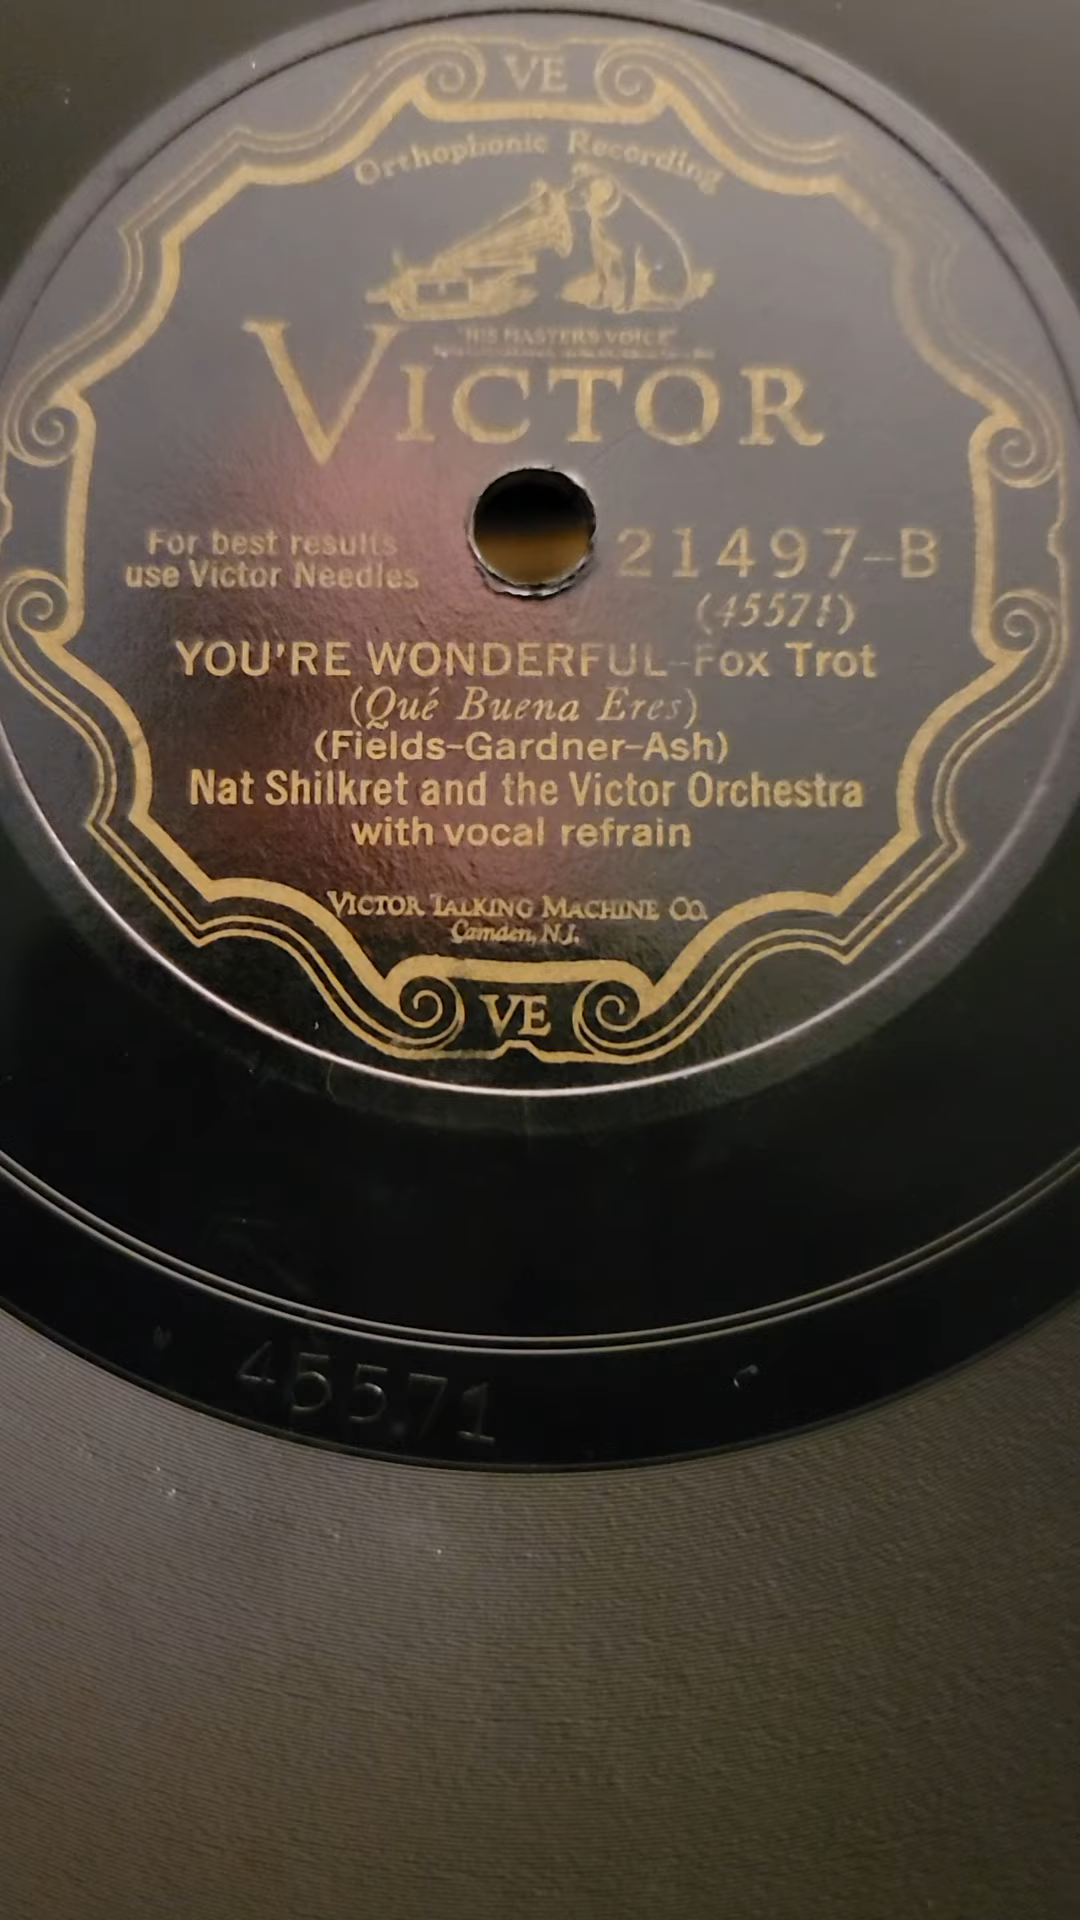 VE
Orthophonic Recording
"HIS MASTER'S VOICE"
VICTOR
For best results
use Victor Needles
21497-B
(45571)
YOU'RE WONDERFUL-Fox Trot
(Qué Buena Eres)
(Fields-Gardner-Ash)
Nat Shilkret and the Victor Orchestra
with vocal refrain
VICTOR TALKING MACHINE CO.
Camden, N.J.
VE
45571